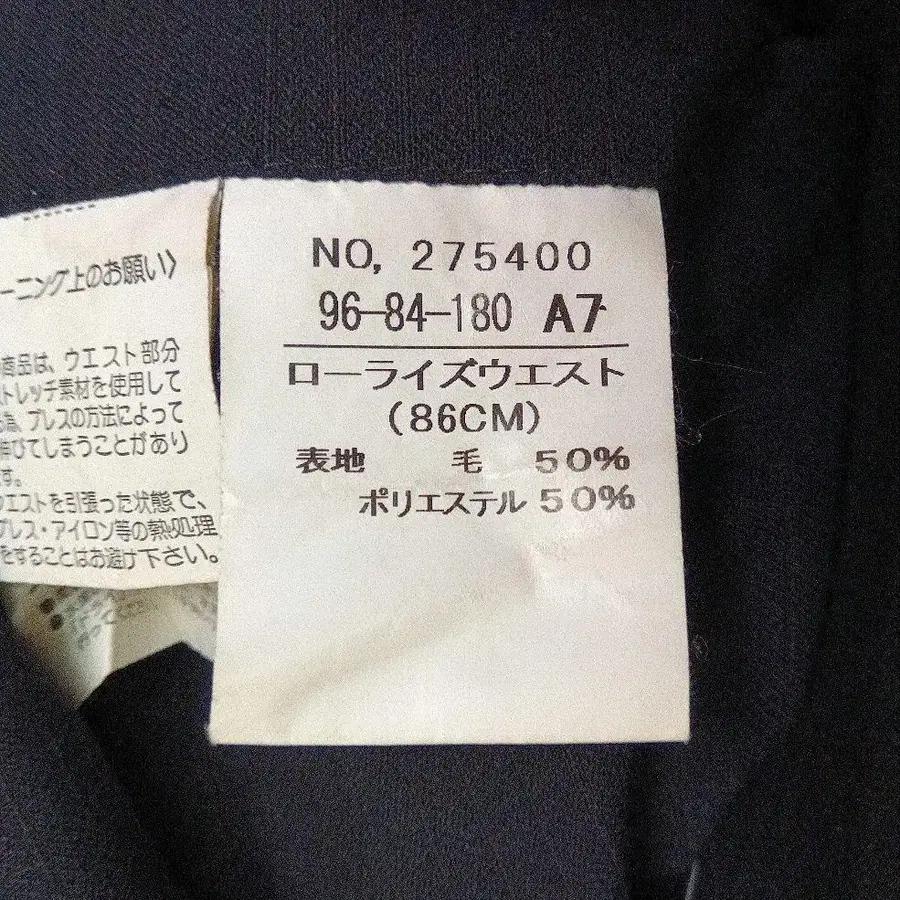 NO, 275400
96-84-180 A7
ローライズウエスト
(86CM)
表地 毛 50%
ポリエステル 50%
ーニング上のお願い〉
商品は、ウエスト部分
トレッチ素材を使用して
為、プレスの方法によって
伸びてしまうことがあり
す。
ウエストを引張った状態で、
プレス・アイロン等の熱処理
をすることはお避け下さい。